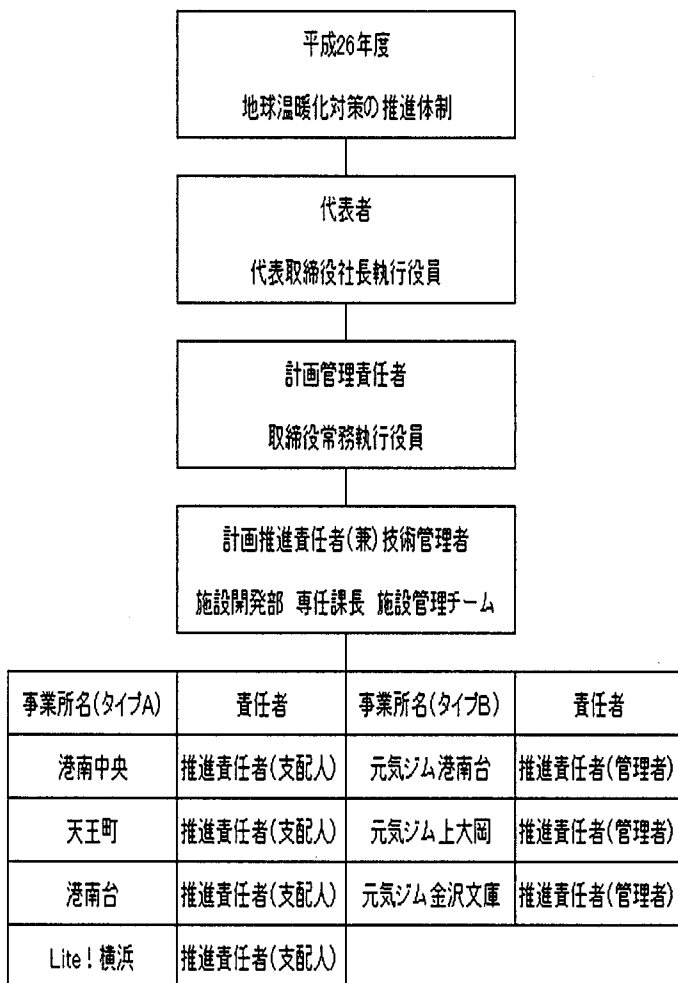 平成26年度
地球温暖化対策の推進体制
代表者
代表取締役社長執行役員
計画管理責任者
取締役常務執行役員
計画推進責任者(兼)技術管理者
施設開発部 専任課長 施設管理チーム
事業所名(タイプA) 責任者 事業所名(タイプB) 責任者
港南中央 推進責任者(支配人) 元気ジム港南台 推進責任者(管理者)
天王町 推進責任者(支配人) 元気ジム上大岡 推進責任者(管理者)
港南台 推進責任者(支配人) 元気ジム金沢文庫 推進責任者(管理者)
Lite!横浜 推進責任者(支配人)